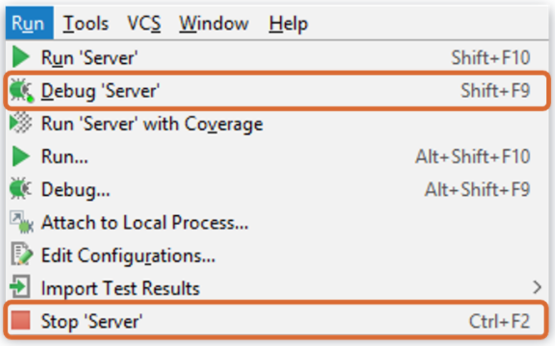 Run Tools VCS Window Help
Run 'Server' Shift+F10
Debug 'Server' Shift+F9
Run 'Server' with Coverage
Run... Alt+Shift+F10
Debug... Alt+Shift+F9
Attach to Local Process...
Edit Configurations...
Import Test Results
Stop 'Server' Ctrl+F2